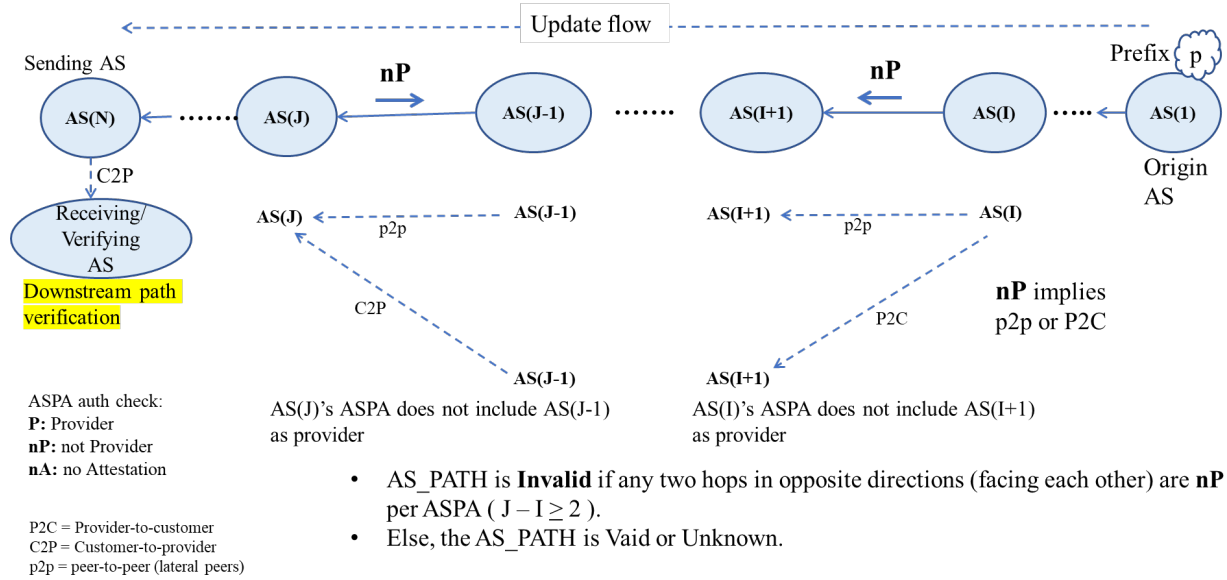 Update flow
Sending AS
Prefix
p
nP
nP
AS(N)
AS(J)
AS(J-1)
AS(I+1)
AS(I)
AS(1)
C2P
Origin
AS
Receiving/
Verifying
AS
AS(J)
p2p
AS(J-1)
AS(I+1)
p2p
AS(I)
Downstream path
verification
C2P
P2C
nP implies
p2p or P2C
AS(J-1)
AS(I+1)
AS(J)'s ASPA does not include AS(J-1)
as provider
AS(I)'s ASPA does not include AS(I+1)
as provider
ASPA auth check:
P: Provider
nP: not Provider
nA: no Attestation
• AS_PATH is Invalid if any two hops in opposite directions (facing each other) are nP
per ASPA ( J – I ≥ 2 ).
• Else, the AS_PATH is Vaid or Unknown.
P2C = Provider-to-customer
C2P = Customer-to-provider
p2p = peer-to-peer (lateral peers)